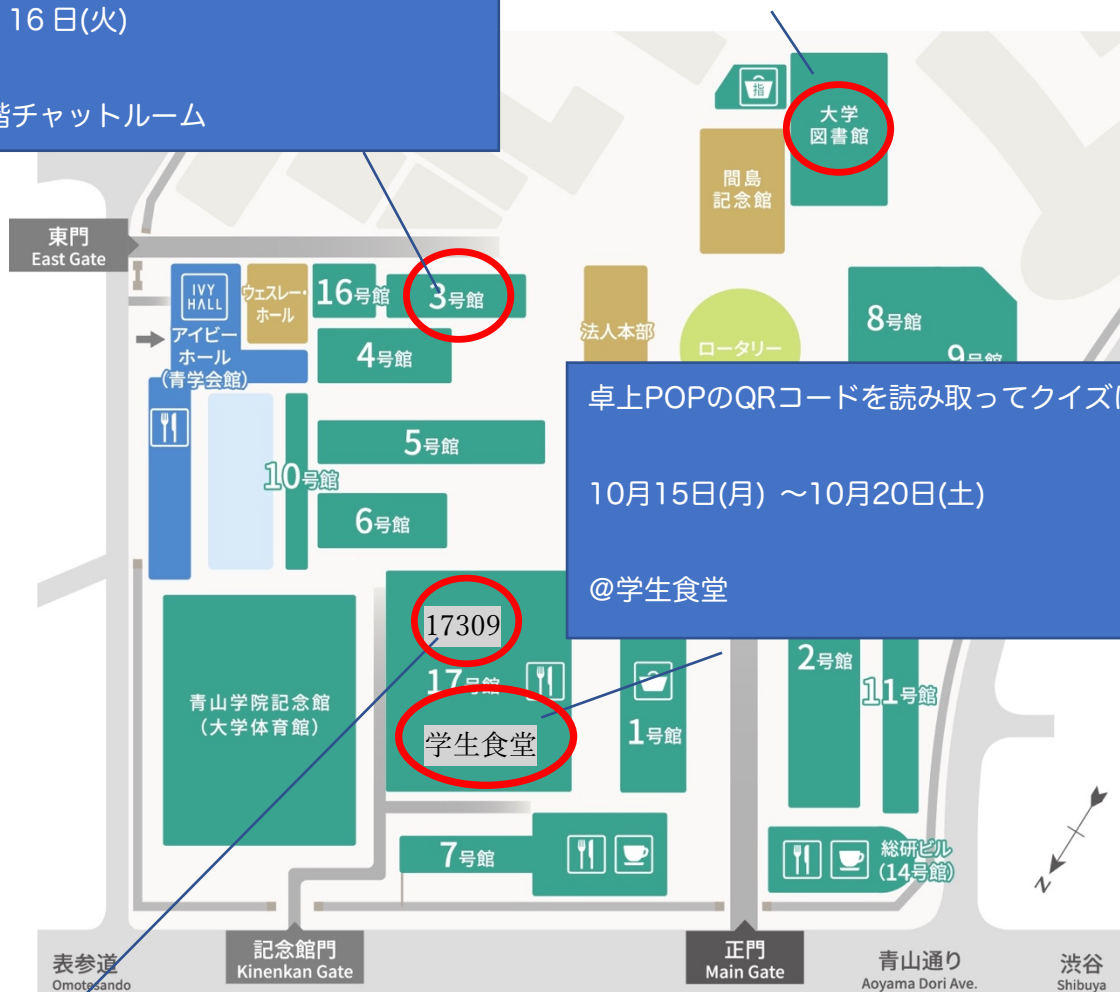 16日(火)
階チャットルーム
指
大学
図書館
間島
記念館
東門
East Gate
IVY
HALL
アイビー
ホール
(青学会館)
ウェスレー・
ホール
16号館
3号館
4号館
法人本部
ロータリー
8号館
9号館
5号館
10号館
6号館
卓上POPのQRコードを読み取ってクイズに
10月15日(月) ～10月20日(土)
@学生食堂
17309
17号館
学生食堂
青山学院記念館
(大学体育館)
1号館
2号館
11号館
7号館
総研ビル
(14号館)
N
記念館門
Kinenkan Gate
正門
Main Gate
表参道
Omotesando
青山通り
Aoyama Dori Ave.
渋谷
Shibuya